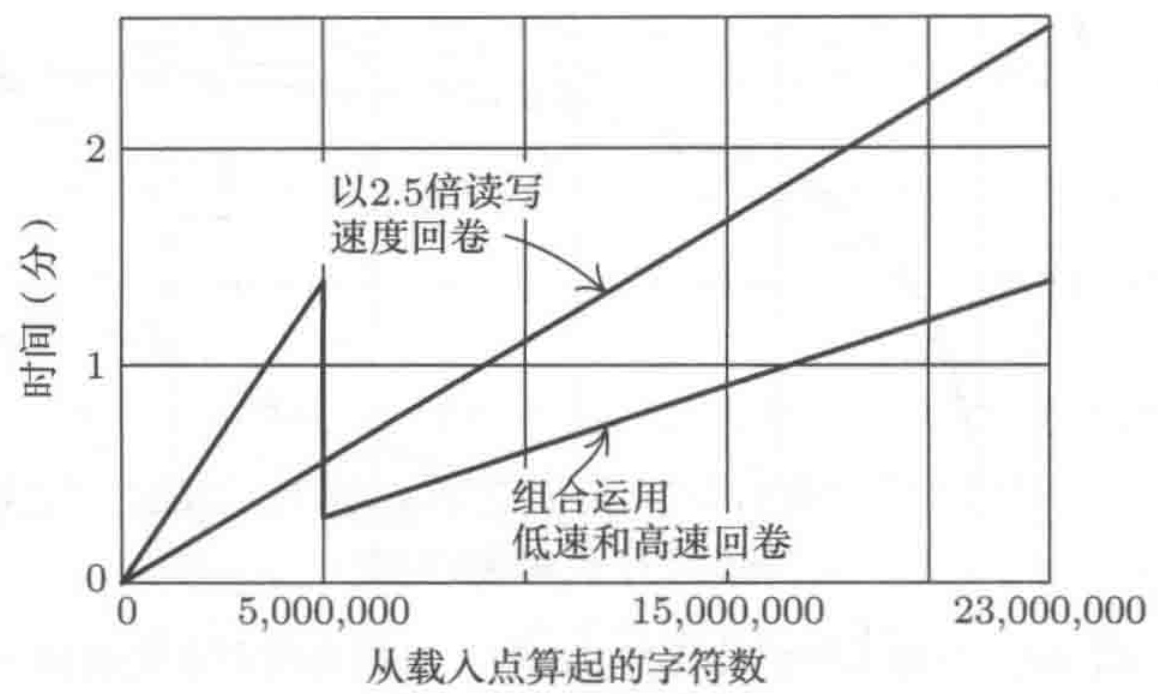 2
以2.5倍读写
速度回卷
时间（分）
1
组合运用
低速和高速回卷
0
0 5,000,000 15,000,000 23,000,000
从载入点算起的字符数